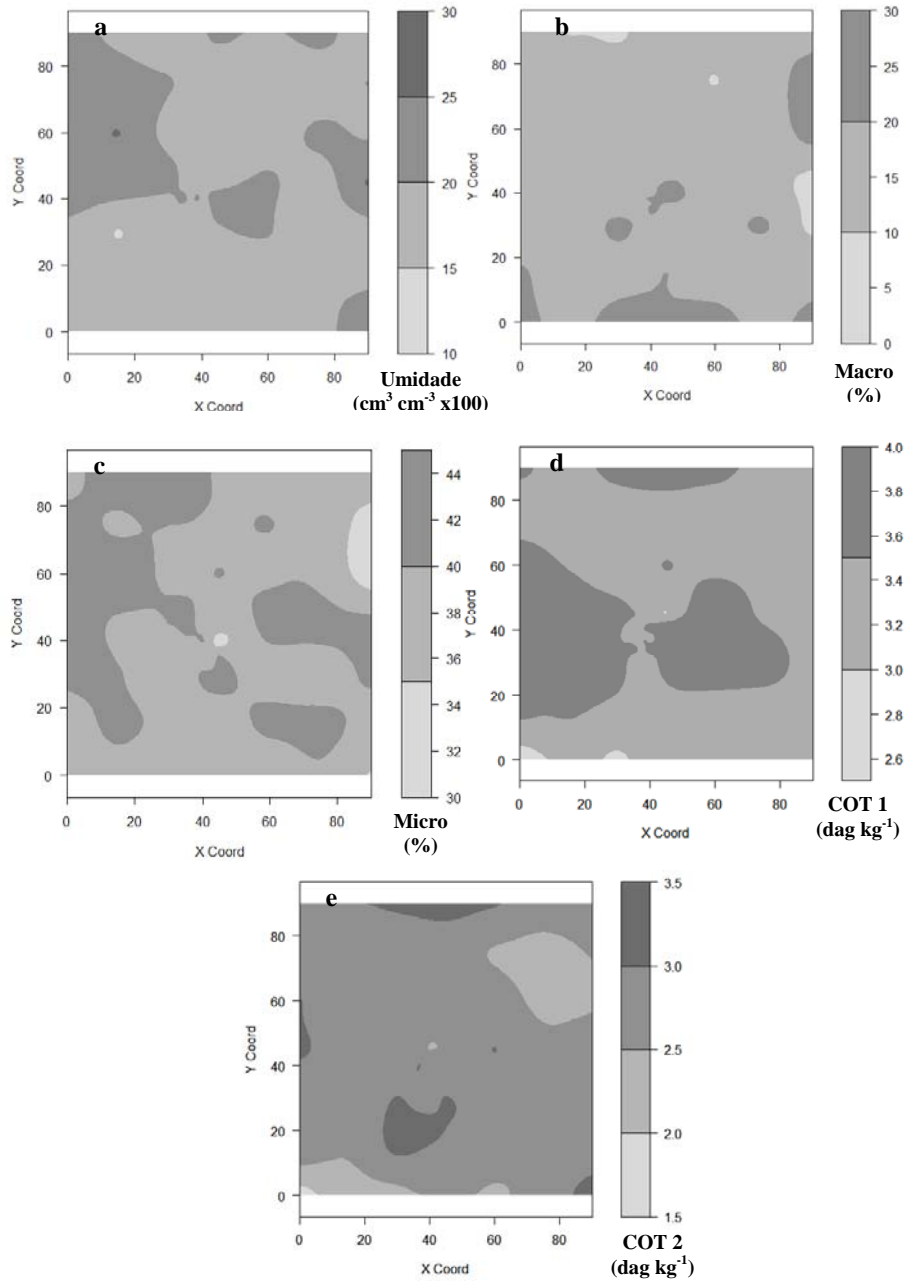 a
30
25
20
15
10
80
60
40
20
0
Y Coord
0 20 40 60 80
X Coord
Umidade
(cm³ cm⁻³ x100)
b
30
25
20
15
10
5
0
80
60
40
20
0
Y Coord
0 20 40 60 80
X Coord
Macro
(%)
c
44
42
40
38
36
34
32
30
80
60
40
20
0
Y Coord
0 20 40 60 80
X Coord
Micro
(%)
d
4.0
3.8
3.6
3.4
3.2
3.0
2.8
2.6
80
60
40
20
0
Y Coord
0 20 40 60 80
X Coord
COT 1
(dag kg⁻¹)
e
3.5
3.0
2.5
2.0
1.5
80
60
40
20
0
Y Coord
0 20 40 60 80
X Coord
COT 2
(dag kg⁻¹)